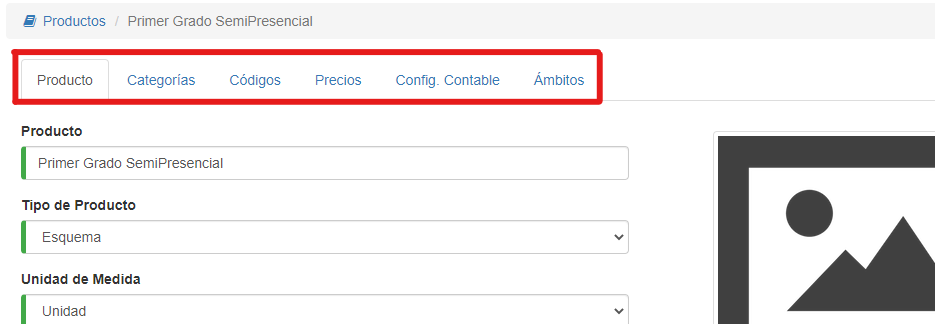 Productos / Primer Grado SemiPresencial
Producto Categorías Códigos Precios Config. Contable Ámbitos
Producto
Primer Grado SemiPresencial
Tipo de Producto
Esquema
Unidad de Medida
Unidad